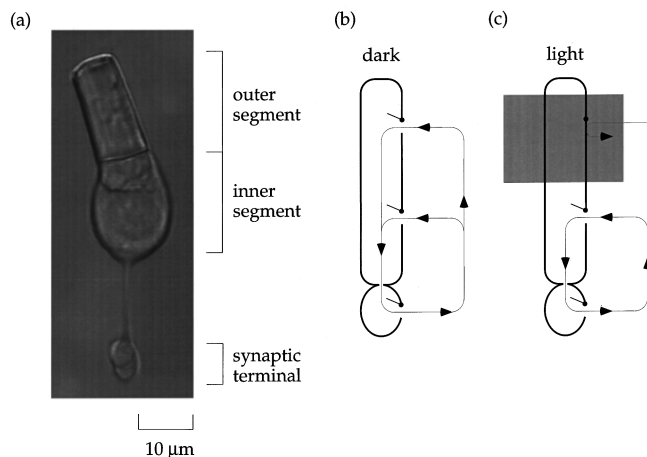 (a)
outer
segment
inner
segment
synaptic
terminal
10 μm
(b)
dark
(c)
light